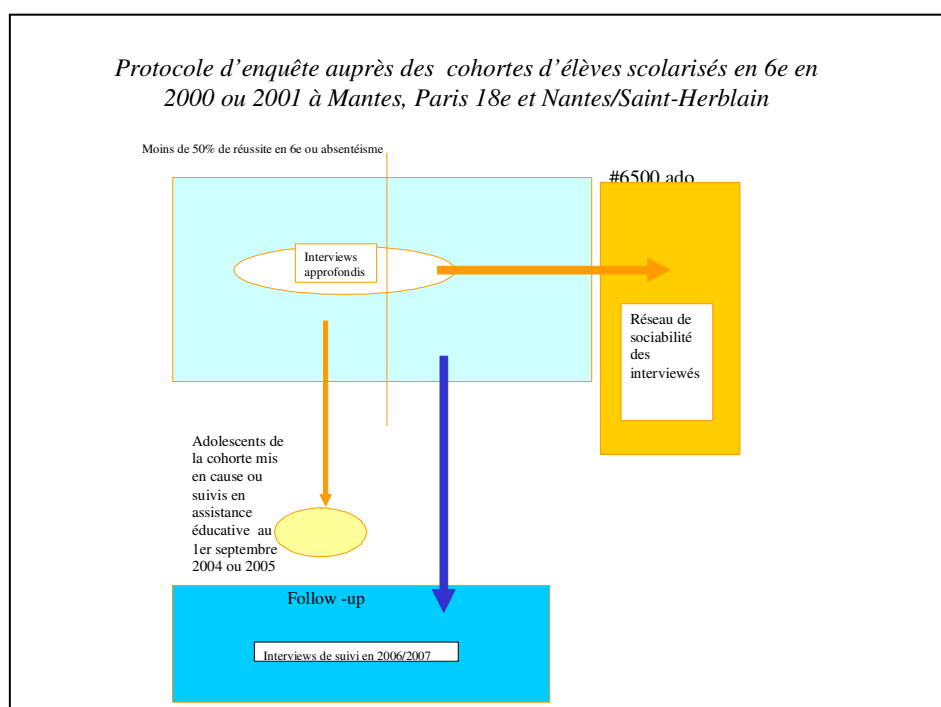 Protocole d'enquête auprès des cohortes d'élèves scolarisés en 6e en
2000 ou 2001 à Mantes, Paris 18e et Nantes/Saint-Herblain
Moins de 50% de réussite en 6e ou absentéisme
#6500 ado
Interviews
approfondis
Réseau de
sociabilité
des
interviewés
Adolescents de
la cohorte mis
en cause ou
suivis en
assistance
éducative au
1er septembre
2004 ou 2005
Follow -up
Interviews de suivi en 2006/2007